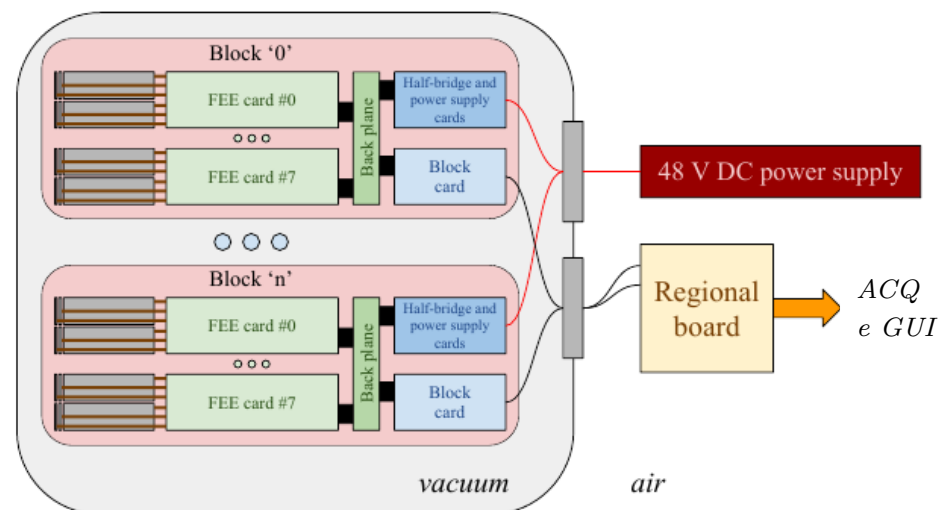 Block ‘0’
FEE card #0
Back plane
Half-bridge and
power supply
cards
FEE card #7
Block
card
48 V DC power supply
Block ‘n’
FEE card #0
Back plane
Half-bridge and
power supply
cards
FEE card #7
Block
card
Regional
board
ACQ
e GUI
vacuum
air